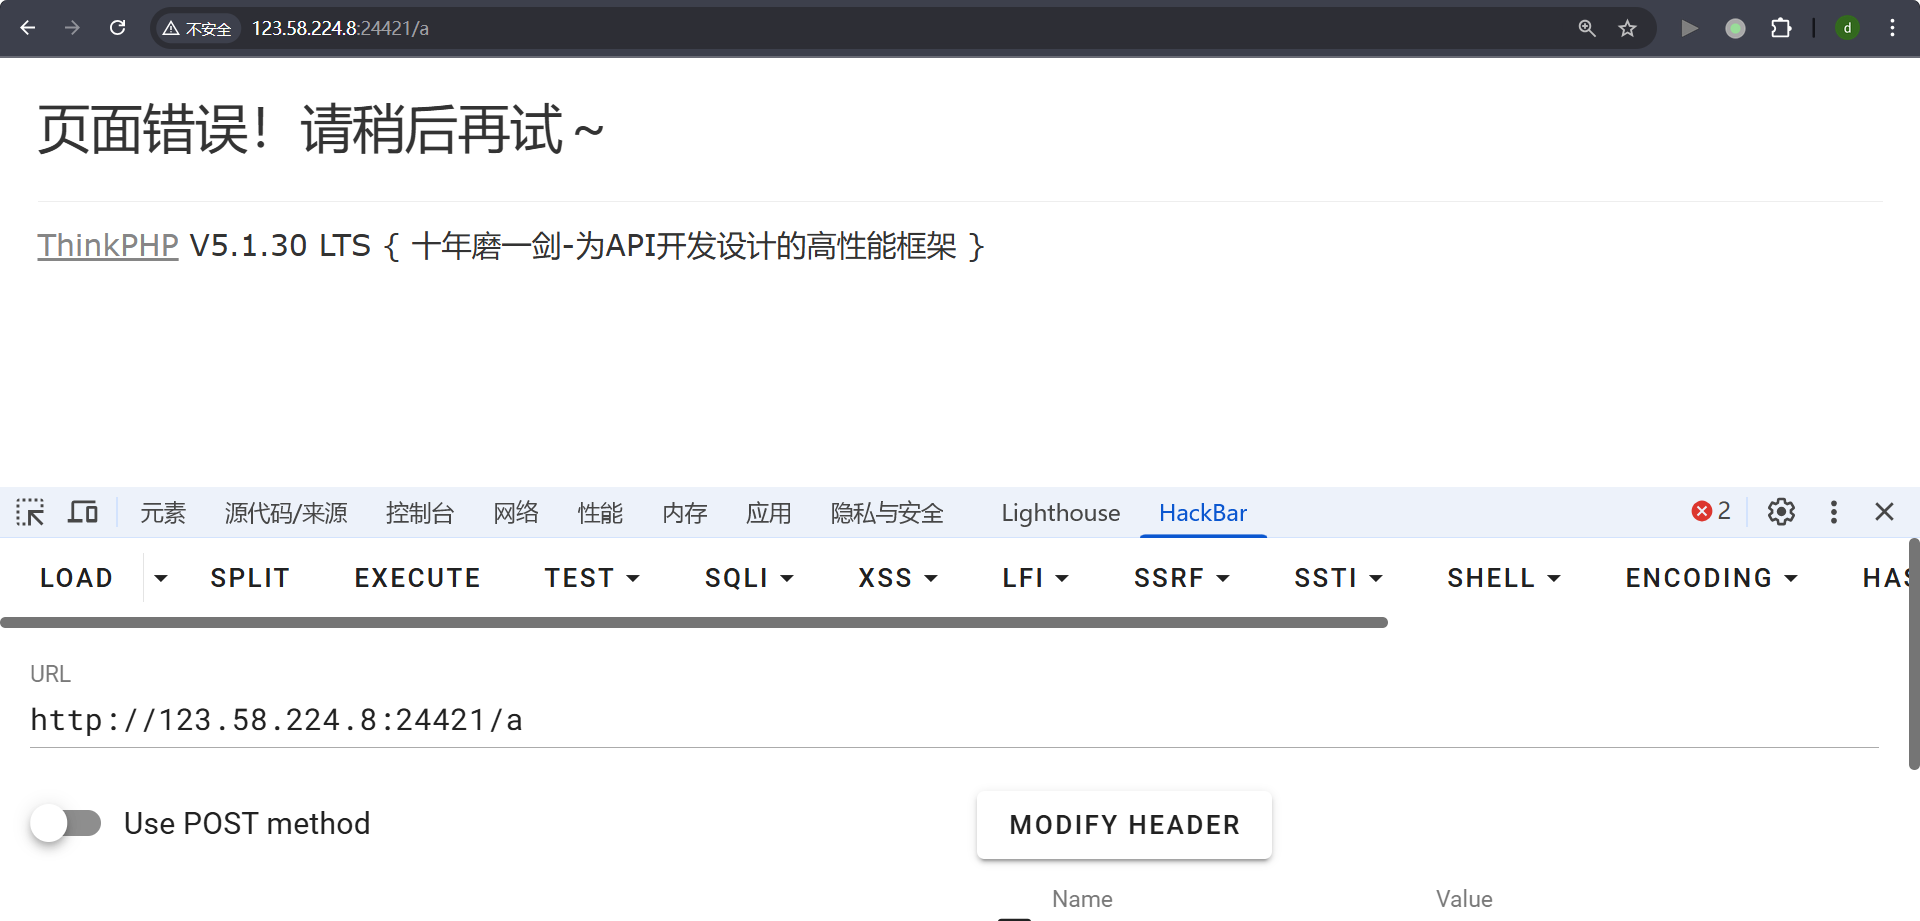 不安全 123.58.224.8:24421/a d
页面错误！请稍后再试～
ThinkPHP V5.1.30 LTS { 十年磨一剑-为API开发设计的高性能框架 }
元素 源代码/来源 控制台 网络 性能 内存 应用 隐私与安全 Lighthouse HackBar 2
LOAD SPLIT EXECUTE TEST SQLI XSS LFI SSRF SSTI SHELL ENCODING HAS
URL
http://123.58.224.8:24421/a
Use POST method MODIFY HEADER
Name Value